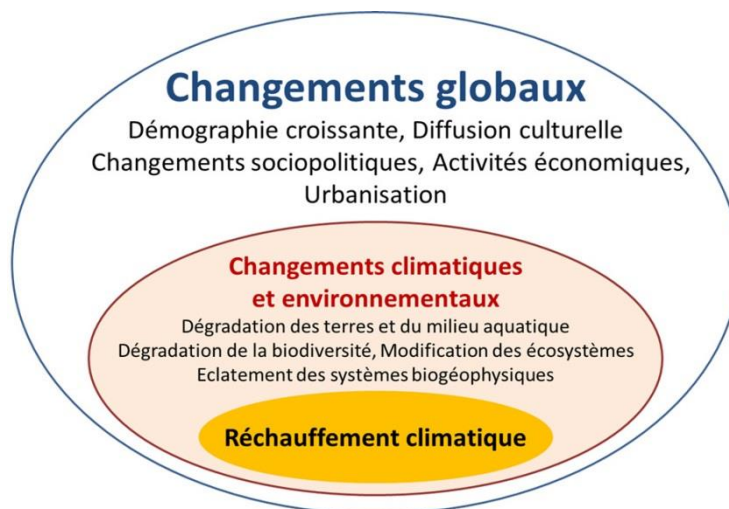 Changements globaux
Démographie croissante, Diffusion culturelle
Changements sociopolitiques, Activités économiques,
Urbanisation
Changements climatiques
et environnementaux
Dégradation des terres et du milieu aquatique
Dégradation de la biodiversité, Modification des écosystèmes
Eclatement des systèmes biogéophysiques
Réchauffement climatique